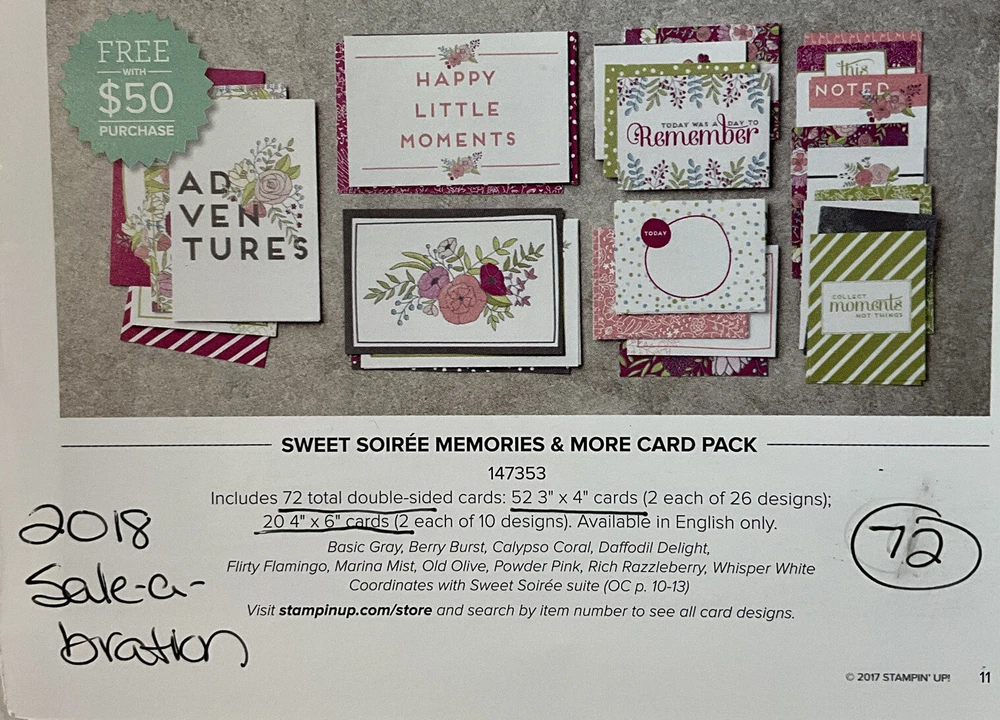 FREE
WITH
$50
PURCHASE
AD
VEN
TURES
HAPPY
LITTLE
MOMENTS
TODAY WAS A DAY TO
Remember
this
NOTED
TODAY
COLLECT
moments
NOT THINGS
SWEET SOIRÉE MEMORIES & MORE CARD PACK
147353
Includes 72 total double-sided cards: 52 3" x 4" cards (2 each of 26 designs);
20 4" x 6" cards (2 each of 10 designs). Available in English only.
Basic Gray, Berry Burst, Calypso Coral, Daffodil Delight,
Flirty Flamingo, Marina Mist, Old Olive, Powder Pink, Rich Razzleberry, Whisper White
Coordinates with Sweet Soirée suite (OC p. 10-13)
Visit stampinup.com/store and search by item number to see all card designs.
2018
Sale-a-
bration
72
© 2017 STAMPIN' UP! 11